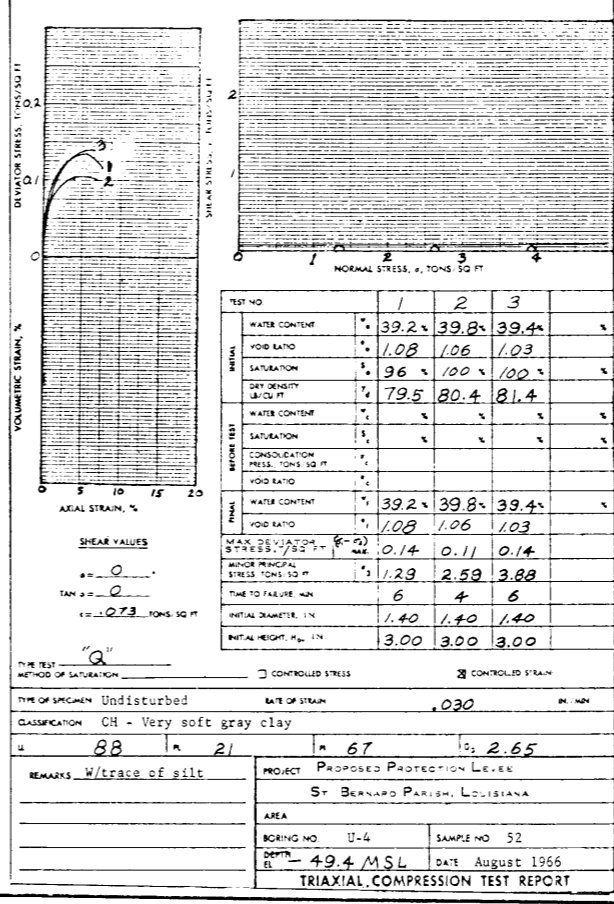 DEVIATOR STRESS, TONS/SQ FT
0.2
0.1
0
3
1
2
VOLUMETRIC STRAIN, %
0 5 10 15 20
AXIAL STRAIN, %
SHEAR STRESS, τ, TONS/SQ FT
2
1
0 1 2 3 4
NORMAL STRESS, σ, TONS/SQ FT
SHEAR VALUES
ø = 0 °
TAN ø = 0
c = .073 TONS/SQ FT
TEST NO. 1 2 3
INITIAL
WATER CONTENT w o 39.2 % 39.8 % 39.4 % %
VOID RATIO e o 1.08 1.06 1.03
SATURATION S o 96 % 100 % 100 % %
DRY DENSITY LB/CU FT γ d 79.5 80.4 81.4
BEFORE TEST
WATER CONTENT w c % % % %
SATURATION S c % % % %
CONSOLIDATION PRESS., TONS/SQ FT c
VOID RATIO e c
FINAL
WATER CONTENT w f 39.2 % 39.8 % 39.4 % %
VOID RATIO e f 1.08 1.06 1.03
MAX DEVIATOR STRESS, T/SQ FT (σ1-σ3) MAX. 0.14 0.11 0.14
MINOR PRINCIPAL STRESS, TONS/SQ FT σ 3 1.29 2.59 3.88
TIME TO FAILURE, MIN 6 4 6
INITIAL DIAMETER, IN 1.40 1.40 1.40
INITIAL HEIGHT, Ho, IN 3.00 3.00 3.00
TYPE TEST "Q"
METHOD OF SATURATION CONTROLLED STRESS ☒ CONTROLLED STRAIN
TYPE OF SPECIMEN Undisturbed RATE OF STRAIN .030 IN./MIN
CLASSIFICATION CH - Very soft gray clay
LL 88 PL 21 PI 67 Gs 2.65
REMARKS W/trace of silt
PROJECT PROPOSED PROTECTION LEVEE
ST BERNARD PARISH, LOUISIANA
AREA
BORING NO. U-4 SAMPLE NO 52
DEPTH EL - 49.4 MSL DATE August 1966
TRIAXIAL COMPRESSION TEST REPORT